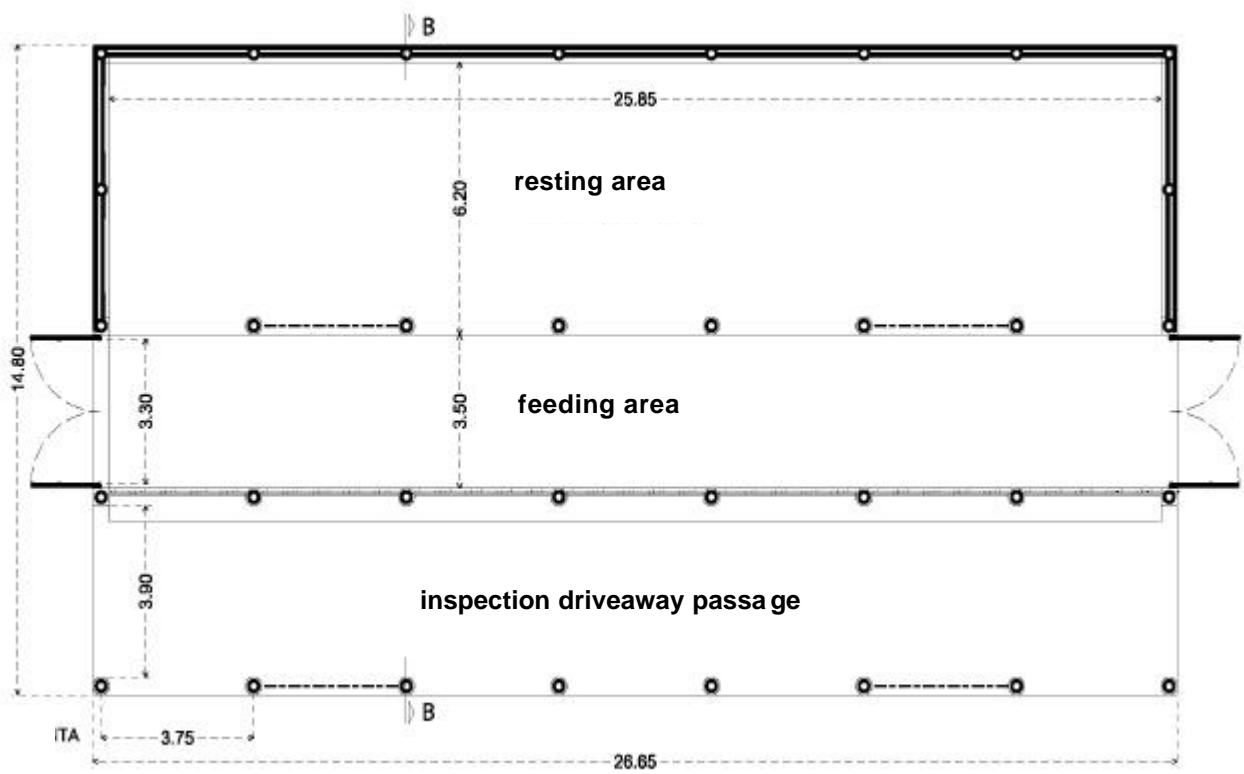 B
25.85
resting area
6.20
14.80
3.30
feeding area
3.50
3.90
inspection driveaway passa ge
B
ITA
3.75
26.65